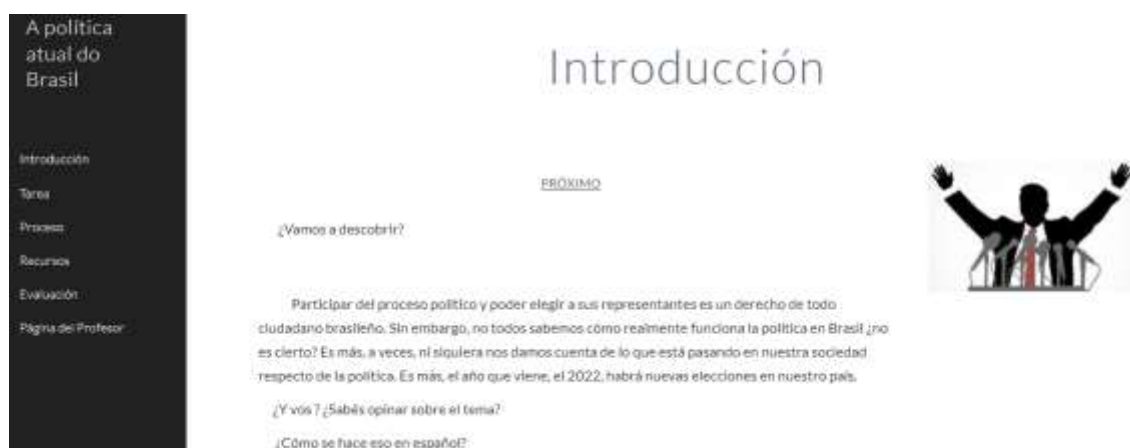 A política
atual do
Brasil
Introducción
Tarea
Proceso
Recursos
Evaluación
Página del Profesor
Introducción
PRÓXIMO
¿Vamos a descobrir?
Participar del proceso político y poder elegir a sus representantes es un derecho de todo
ciudadano brasileño. Sin embargo, no todos sabemos cómo realmente funciona la política en Brasil ¿no
es cierto? Es más, a veces, ni siquiera nos damos cuenta de lo que está pasando en nuestra sociedad
respecto de la política. Es más, el año que viene, el 2022, habrá nuevas elecciones en nuestro país.
¿Y vos ? ¿Sabés opinar sobre el tema?
¿Cómo se hace eso en español?